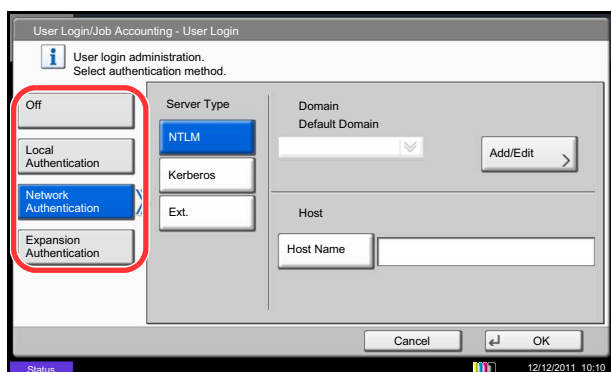 User Login/Job Accounting - User Login
i
User login administration.
Select authentication method.
Off
Local
Authentication
Network
Authentication
Expansion
Authentication
Server Type
NTLM
Kerberos
Ext.
Domain
Default Domain
Add/Edit
Host
Host Name
Cancel
OK
Status
12/12/2011 10:10